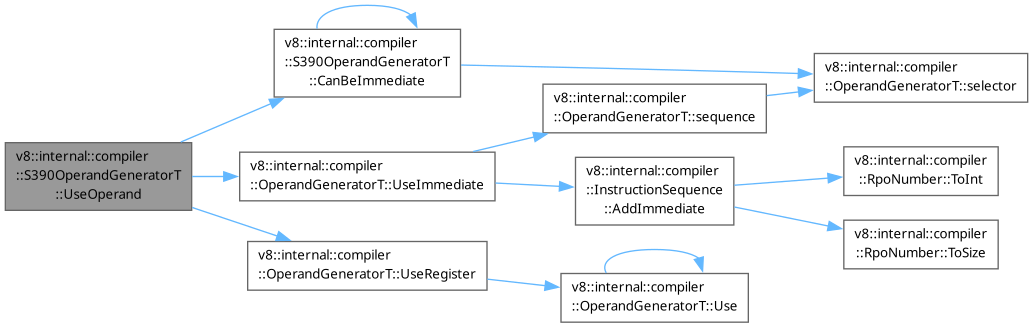 v8::internal::compiler
::S390OperandGeneratorT
::UseOperand
v8::internal::compiler
::S390OperandGeneratorT
::CanBeImmediate
v8::internal::compiler
::OperandGeneratorT::selector
v8::internal::compiler
::OperandGeneratorT::UseImmediate
v8::internal::compiler
::OperandGeneratorT::sequence
v8::internal::compiler
::InstructionSequence
::AddImmediate
v8::internal::compiler
::RpoNumber::ToInt
v8::internal::compiler
::RpoNumber::ToSize
v8::internal::compiler
::OperandGeneratorT::UseRegister
v8::internal::compiler
::OperandGeneratorT::Use